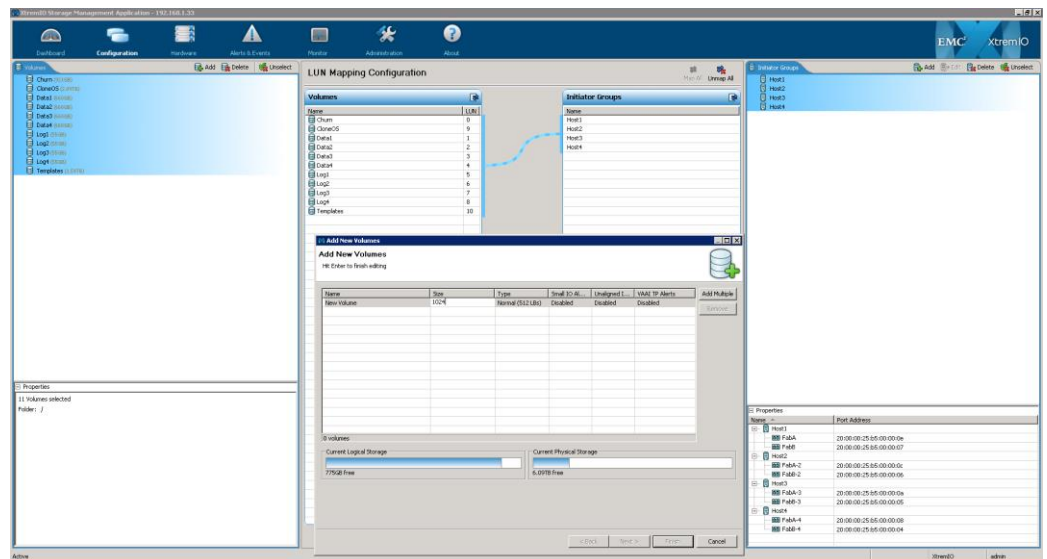 XtremIO Storage Management Application - 192.168.1.33
Dashboard
Configuration
Hardware
Alerts & Events
Monitor
Administration
About
EMC²
XtremIO
Volumes
Add
Delete
Unselect
Churn
CloneOS
Data1
Data2
Data3
Data4
Log1
Log2
Log3
Log4
Templates
Properties
11 Volumes selected
Folder: /
LUN Mapping Configuration
Map All
Unmap All
Volumes
Name LUN
Churn 0
CloneOS 9
Data1 1
Data2 2
Data3 3
Data4 4
Log1 5
Log2 6
Log3 7
Log4 8
Templates 10
Initiator Groups
Name
Host1
Host2
Host3
Host4
Add New Volumes
Add New Volumes
Hit Enter to finish editing
Name Size Type Small IO Al... Unaligned I... VAAI TP Alerts
New Volume 1024 Normal (512 LBs) Disabled Disabled Disabled
Add Multiple
Remove
0 volumes
Current Logical Storage
775GB Free
Current Physical Storage
6.09TB Free
< Back
Next >
Finish
Cancel
Initiator Groups
Add
Edit
Delete
Unselect
Host1
Host2
Host3
Host4
Properties
Name Port Address
Host1
FabA 20:00:00:25:b5:00:00:0e
FabB 20:00:00:25:b5:00:00:07
Host2
FabA-2 20:00:00:25:b5:00:00:0c
FabB-2 20:00:00:25:b5:00:00:06
Host3
FabA-3 20:00:00:25:b5:00:00:0a
FabB-3 20:00:00:25:b5:00:00:05
Host4
FabA-4 20:00:00:25:b5:00:00:08
FabB-4 20:00:00:25:b5:00:00:04
Active
XtremIO
admin